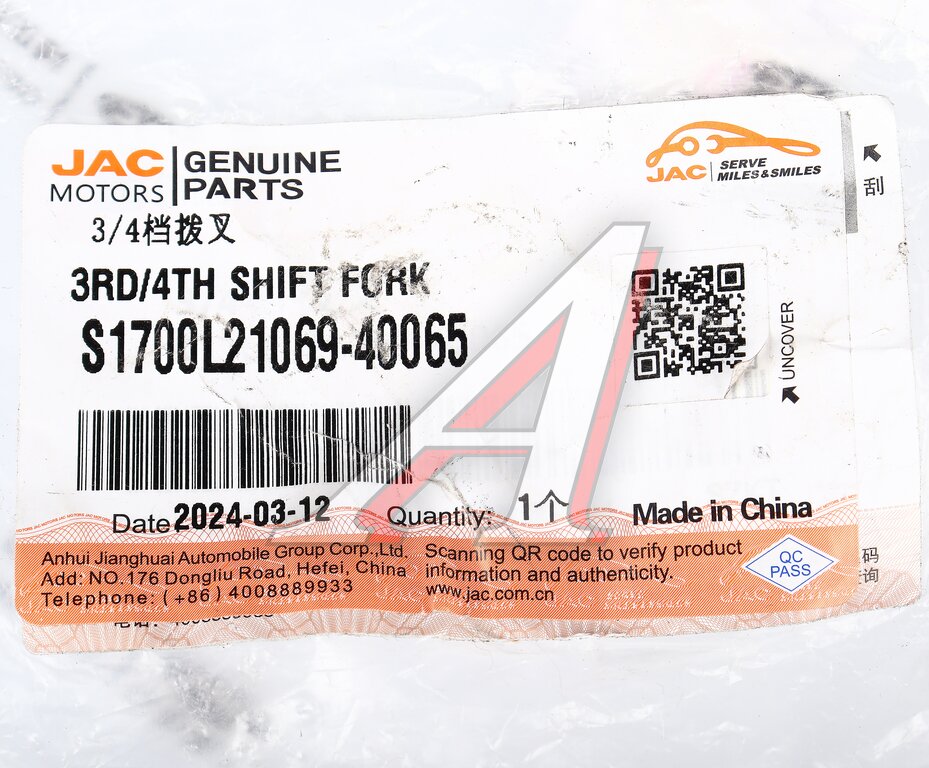 JAC MOTORS
GENUINE PARTS
JAC SERVE MILES&SMILES
刮
3/4档拨叉
3RD/4TH SHIFT FORK
S1700L21069-40065
UNCOVER
Date 2024-03-12
Quantity: 1个
Made in China
Anhui Jianghuai Automobile Group Corp.,Ltd.
Add: NO.176 Dongliu Road, Hefei, China
Telephone: (+86) 4008889933
Scanning QR code to verify product
information and authenticity.
www.jac.com.cn
QC
PASS
码
询